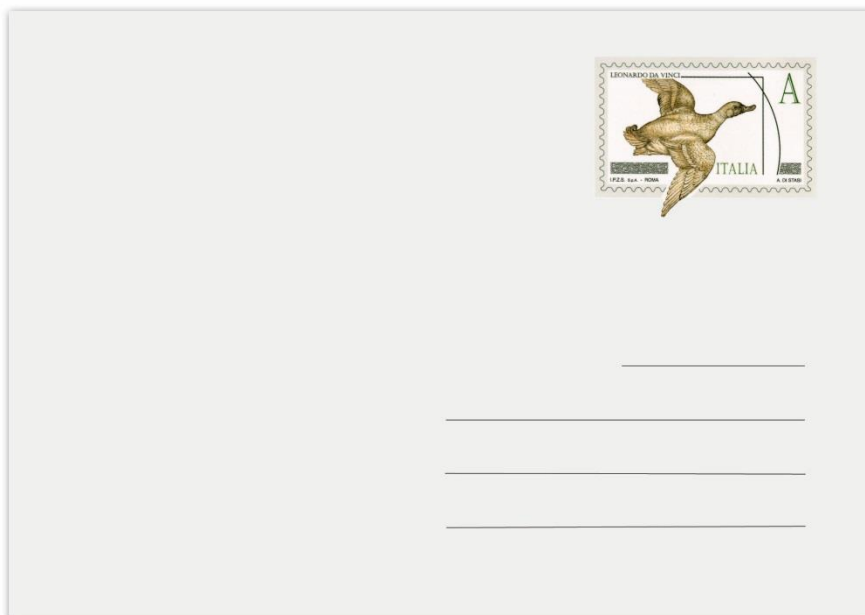 LEONARDO DA VINCI
A
ITALIA
I.P.Z.S. S.p.A. - ROMA
A. DI STASI